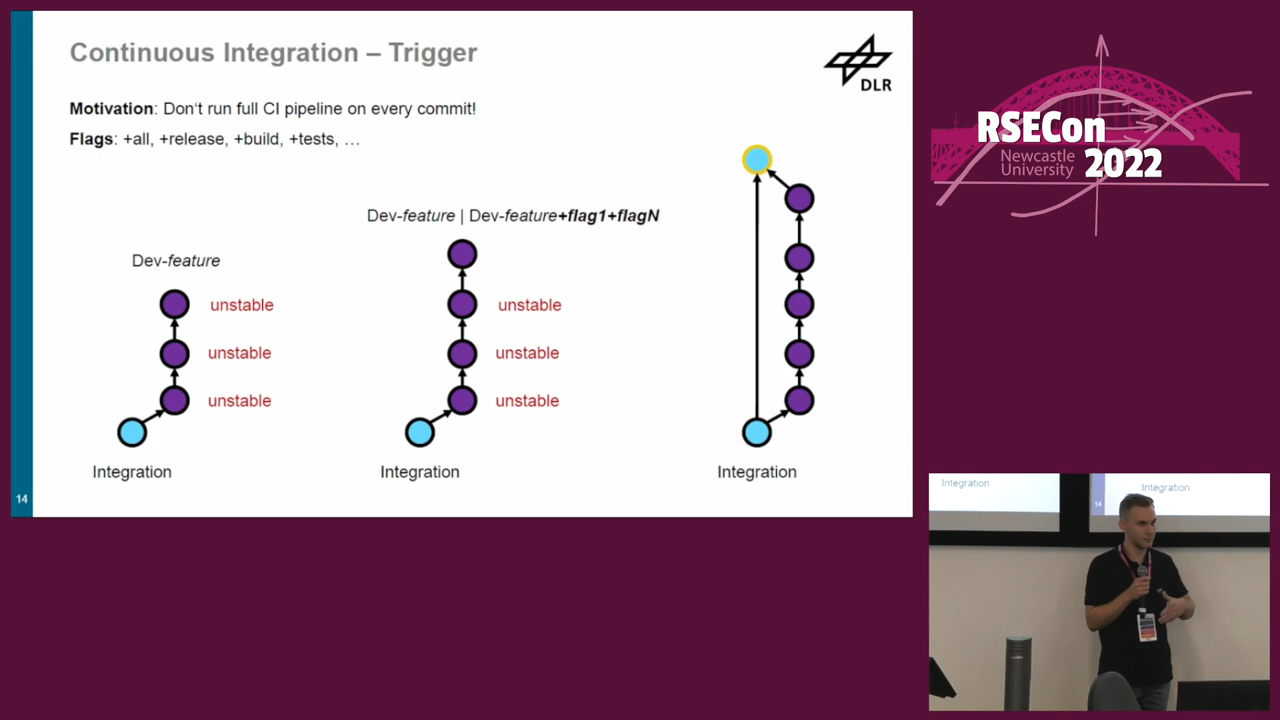 Continuous Integration – Trigger
DLR
Motivation: Don't run full CI pipeline on every commit!
Flags: +all, +release, +build, +tests, …
Dev-feature | Dev-feature+flag1+flagN
Dev-feature
unstable
unstable
unstable
unstable
unstable
unstable
Integration
Integration
Integration
14
RSECon
Newcastle
University
2022
Integration
Integration
14